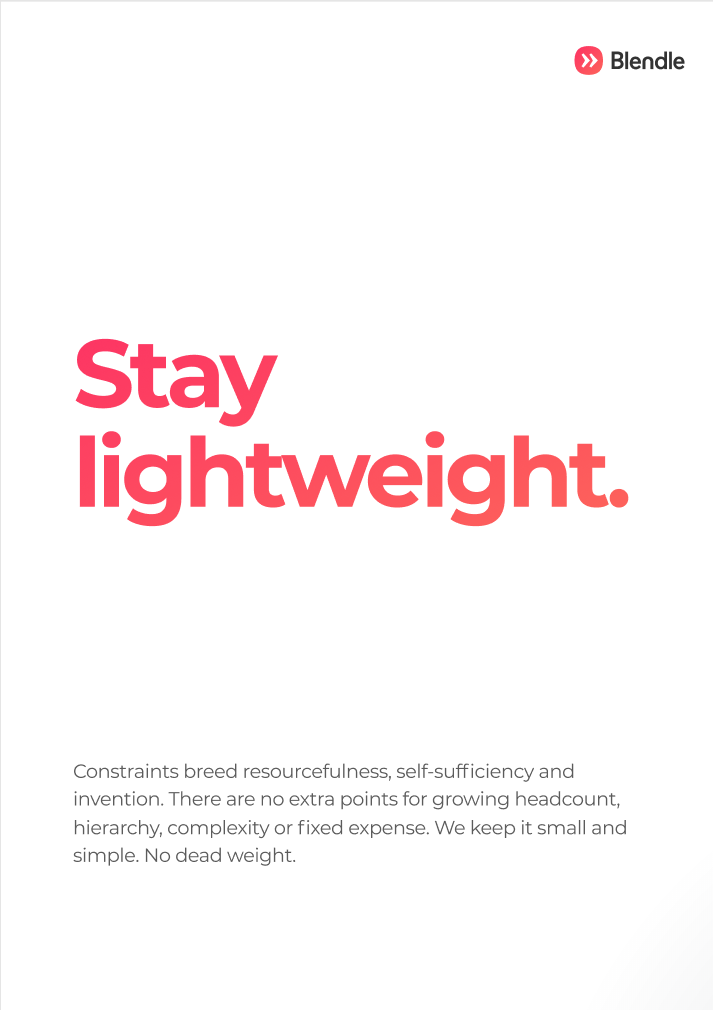 Blendle
Stay
lightweight.
Constraints breed resourcefulness, self-sufficiency and
invention. There are no extra points for growing headcount,
hierarchy, complexity or fixed expense. We keep it small and
simple. No dead weight.